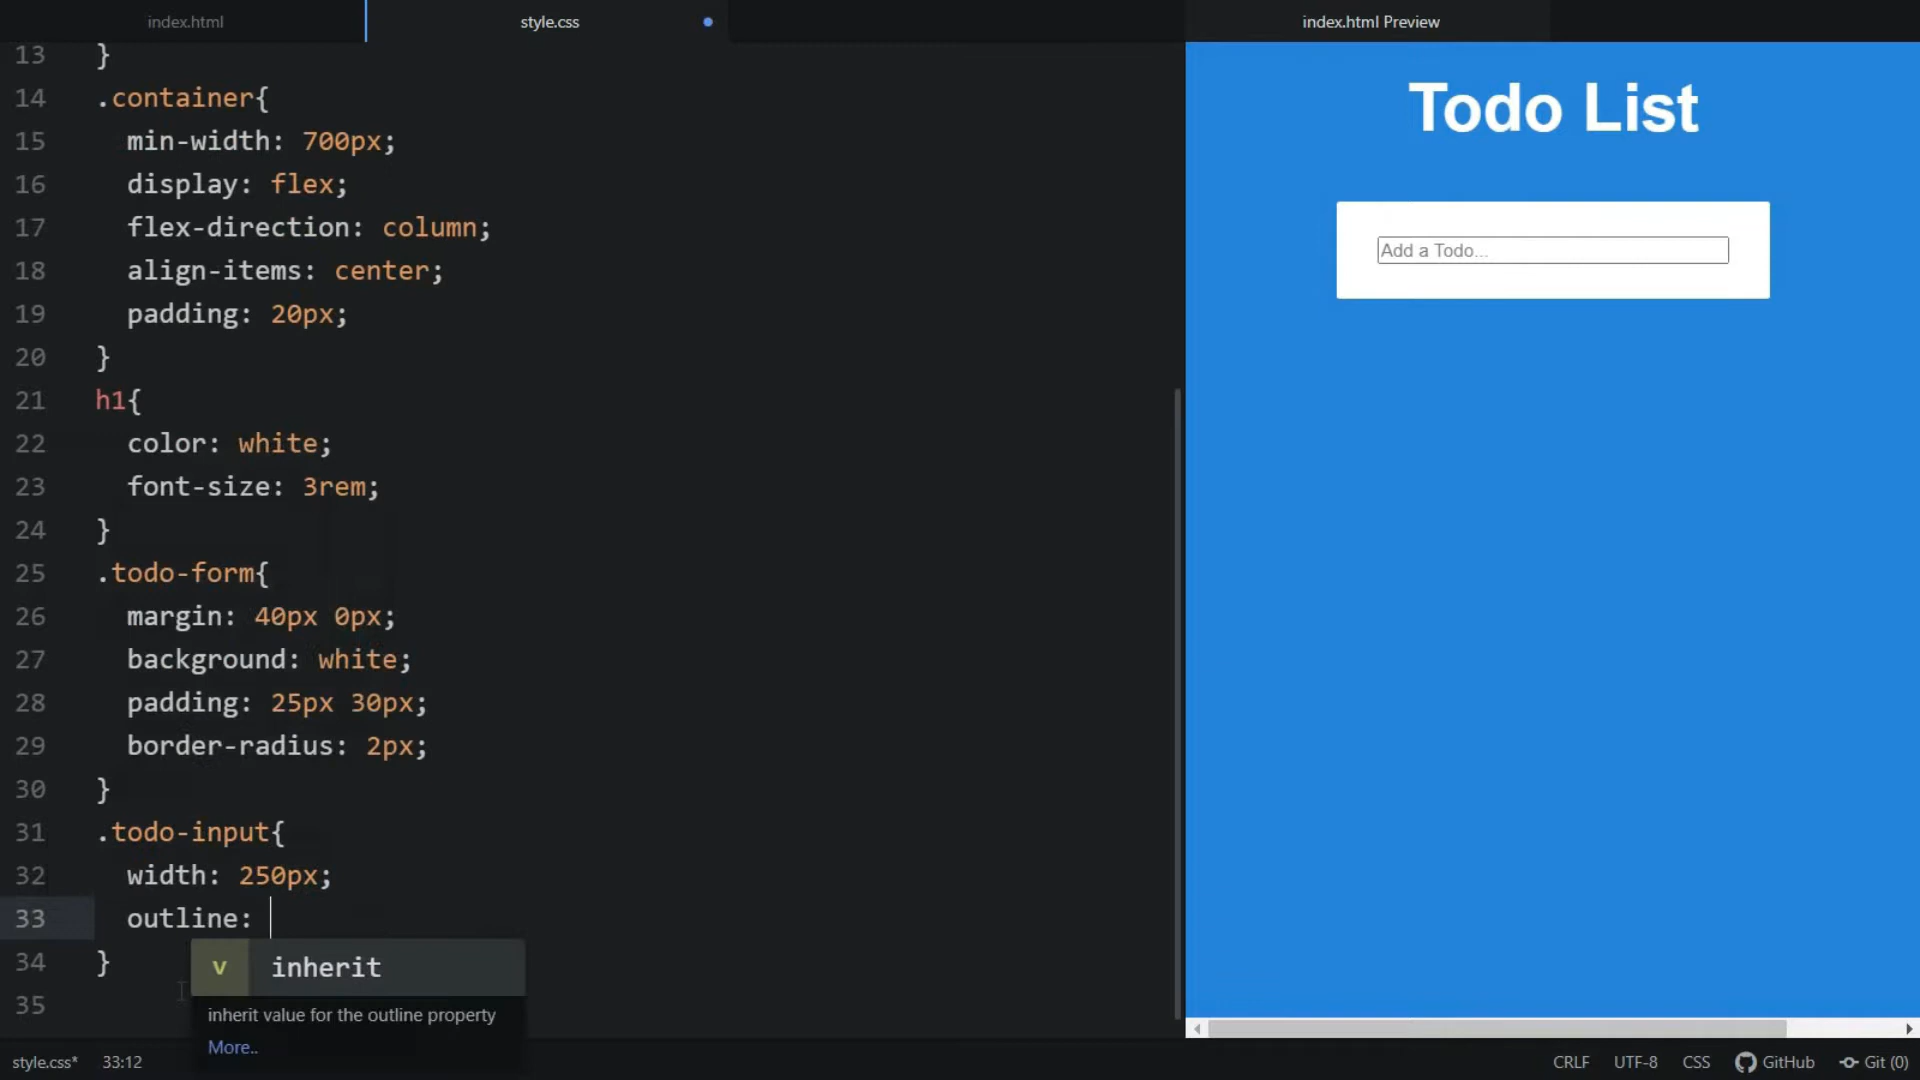 index.html
style.css
index.html Preview
13 }
14 .container{
15 min-width: 700px;
16 display: flex;
17 flex-direction: column;
18 align-items: center;
19 padding: 20px;
20 }
21 h1{
22 color: white;
23 font-size: 3rem;
24 }
25 .todo-form{
26 margin: 40px 0px;
27 background: white;
28 padding: 25px 30px;
29 border-radius: 2px;
30 }
31 .todo-input{
32 width: 250px;
33 outline:
34 }
35
v inherit
inherit value for the outline property
More..
Todo List
Add a Todo...
style.css* 33:12
CRLF UTF-8 CSS GitHub Git (0)